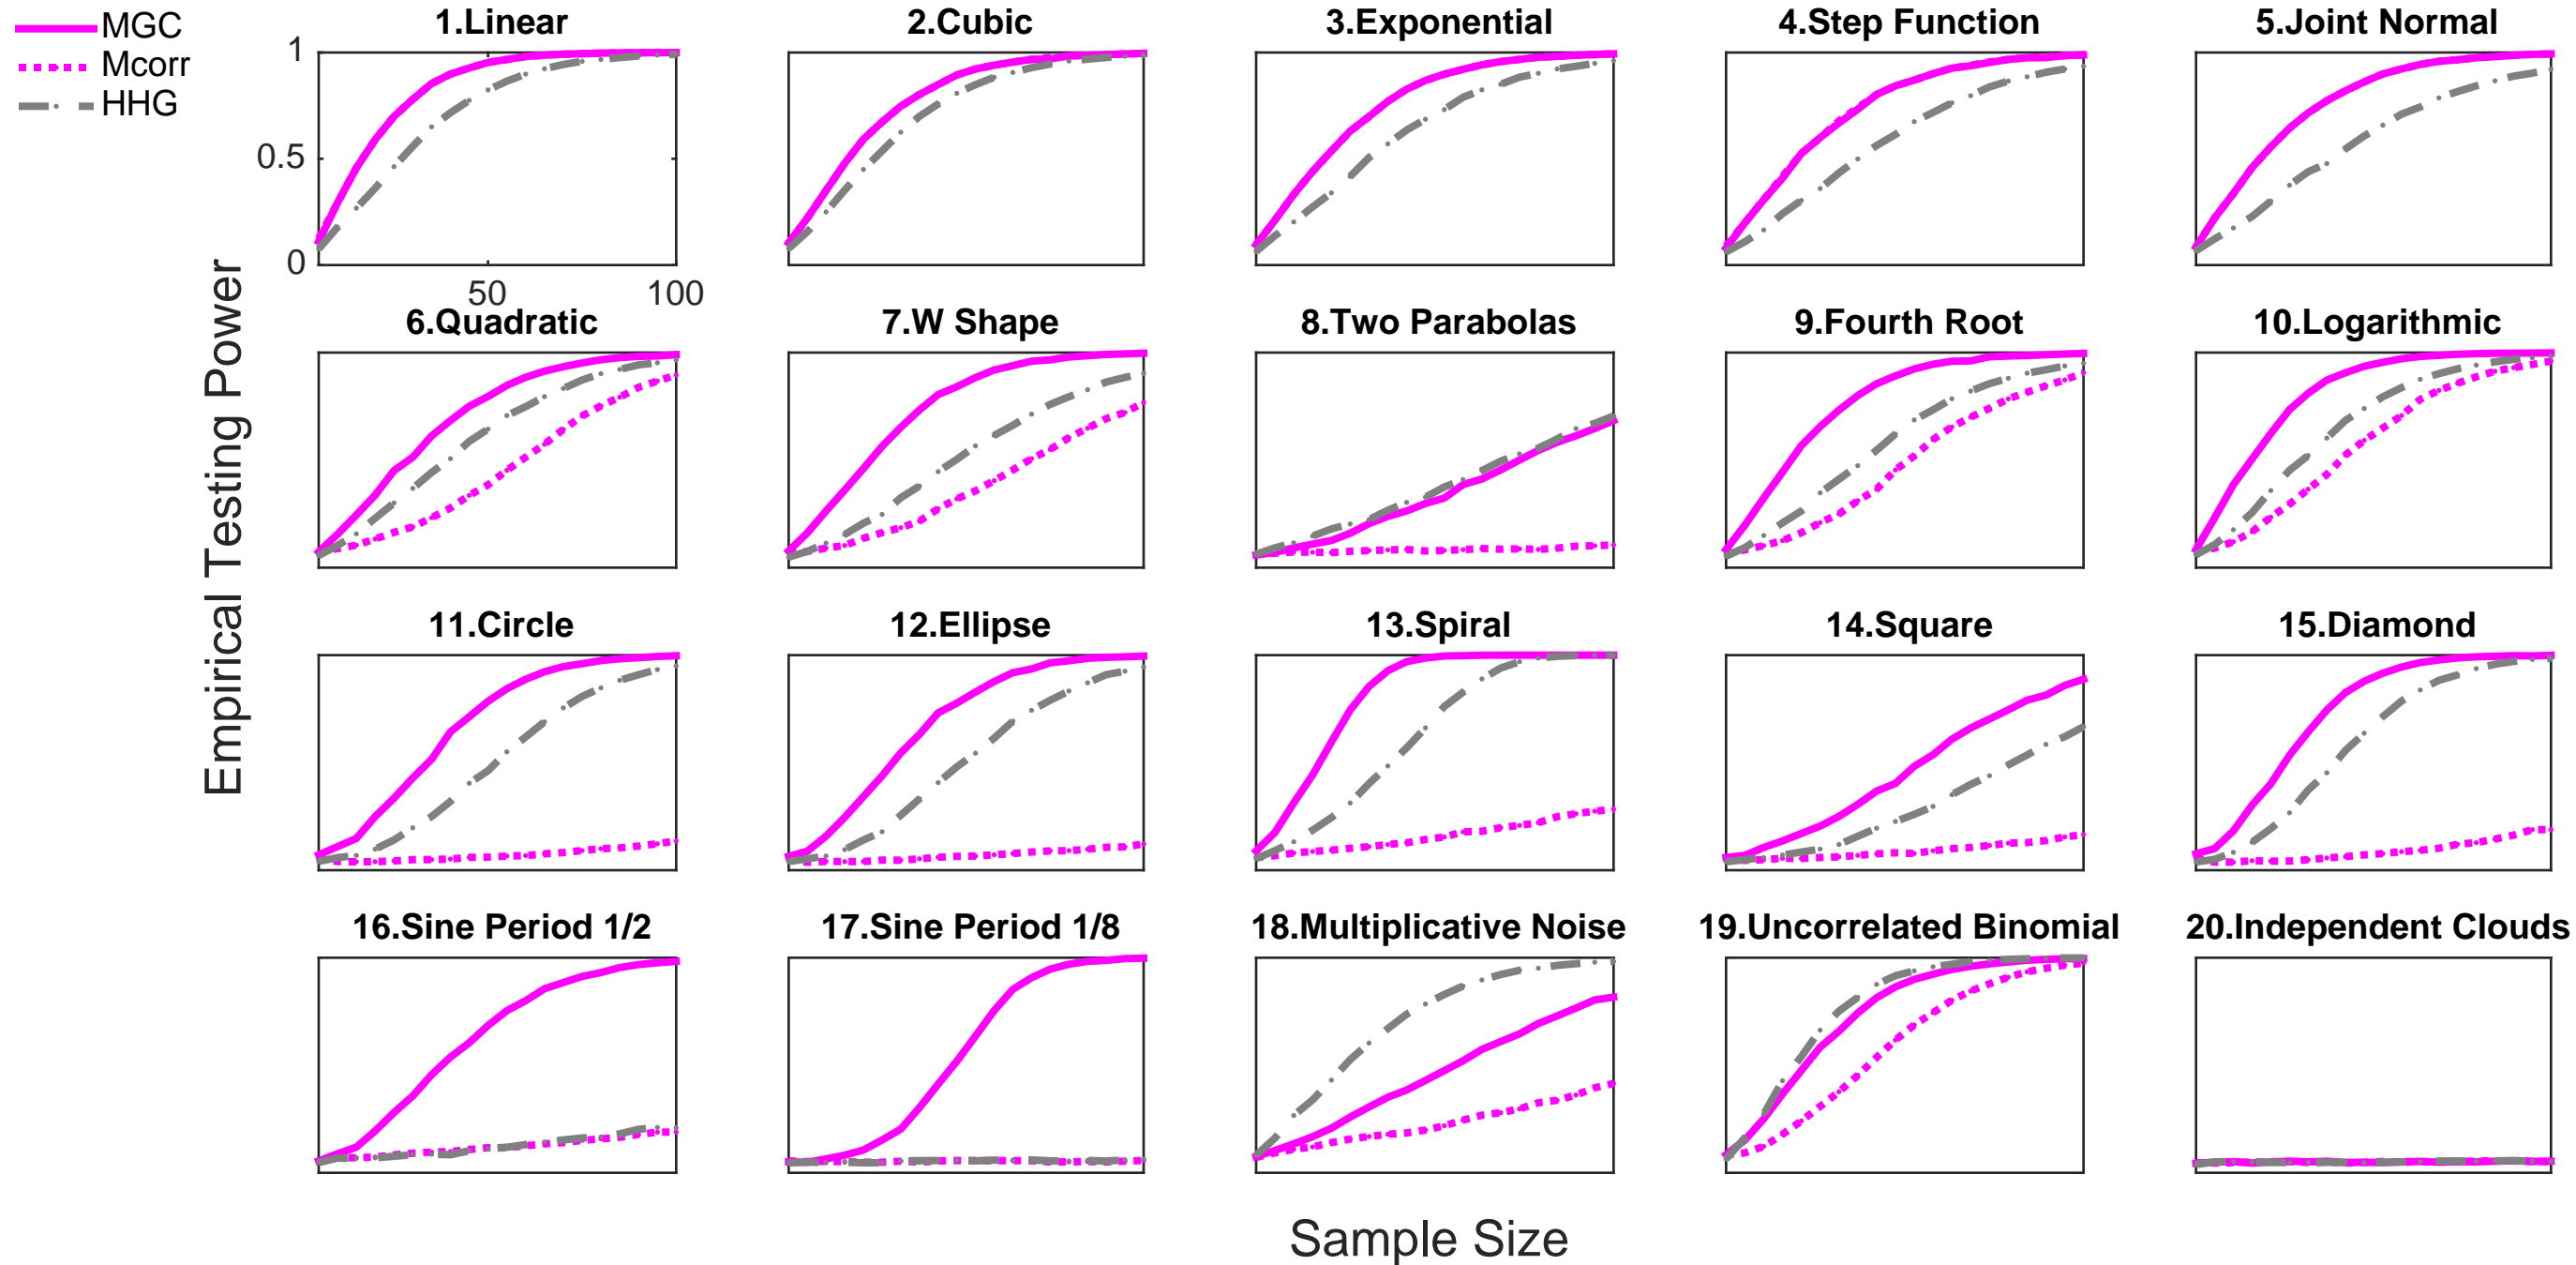 MGC
Mcorr
HHG
1.Linear
2.Cubic
3.Exponential
4.Step Function
5.Joint Normal
1
0.5
0
50
100
6.Quadratic
7.W Shape
8.Two Parabolas
9.Fourth Root
10.Logarithmic
Empirical Testing Power
11.Circle
12.Ellipse
13.Spiral
14.Square
15.Diamond
16.Sine Period 1/2
17.Sine Period 1/8
18.Multiplicative Noise
19.Uncorrelated Binomial
20.Independent Clouds
Sample Size